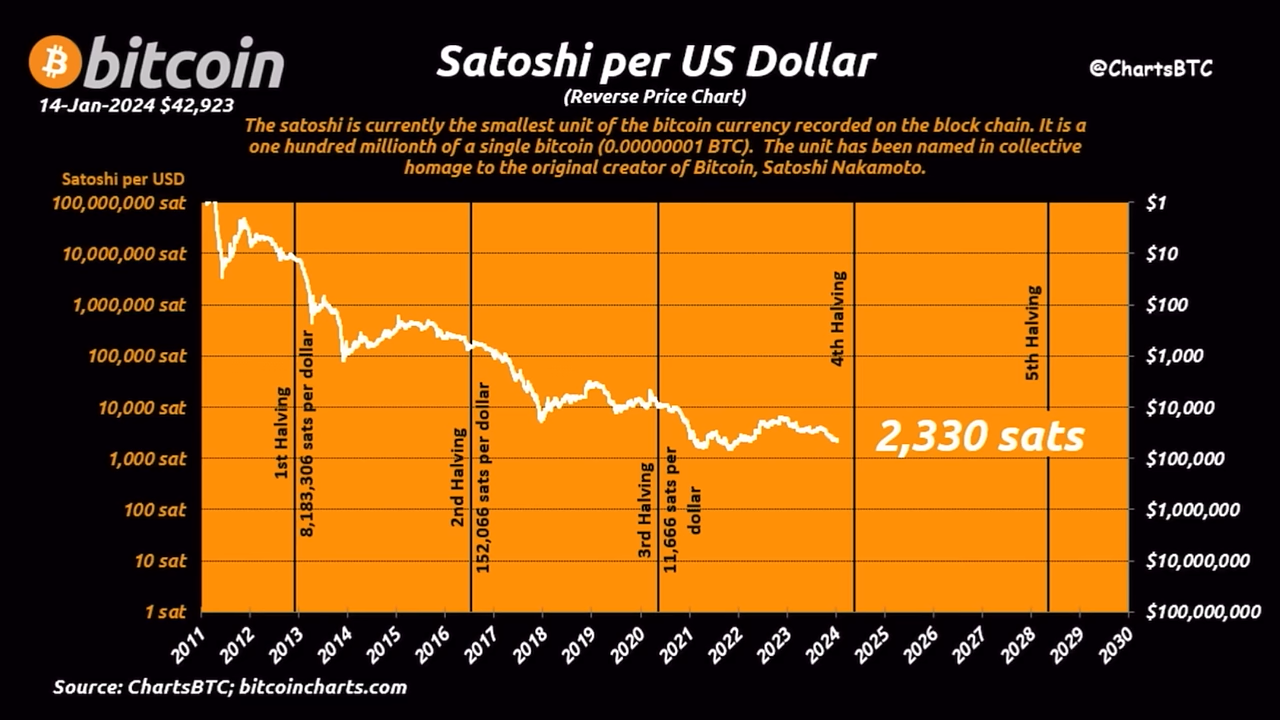 bitcoin
14-Jan-2024 $42,923
Satoshi per US Dollar
(Reverse Price Chart)
@ChartsBTC
The satoshi is currently the smallest unit of the bitcoin currency recorded on the block chain. It is a
one hundred millionth of a single bitcoin (0.00000001 BTC). The unit has been named in collective
homage to the original creator of Bitcoin, Satoshi Nakamoto.
Satoshi per USD
100,000,000 sat
10,000,000 sat
1,000,000 sat
100,000 sat
10,000 sat
1,000 sat
100 sat
10 sat
1 sat
1st Halving
8,183,306 sats per dollar
2nd Halving
152,066 sats per dollar
3rd Halving
11,666 sats per
dollar
4th Halving
5th Halving
2,330 sats
$1
$10
$100
$1,000
$10,000
$100,000
$1,000,000
$10,000,000
$100,000,000
2011 2012 2013 2014 2015 2016 2017 2018 2019 2020 2021 2022 2023 2024 2025 2026 2027 2028 2029 2030
Source: ChartsBTC; bitcoincharts.com